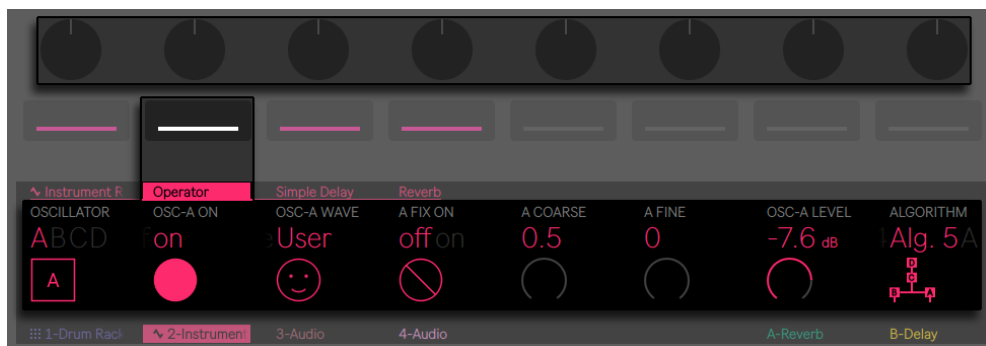 Instrument R Operator Simple Delay Reverb
OSCILLATOR OSC-A ON OSC-A WAVE A FIX ON A COARSE A FINE OSC-A LEVEL ALGORITHM
ABCD on User off on 0.5 0 -7.6 dB Alg. 5
A
D
C
B A
1-Drum Rack 2-Instrument 3-Audio 4-Audio A-Reverb B-Delay